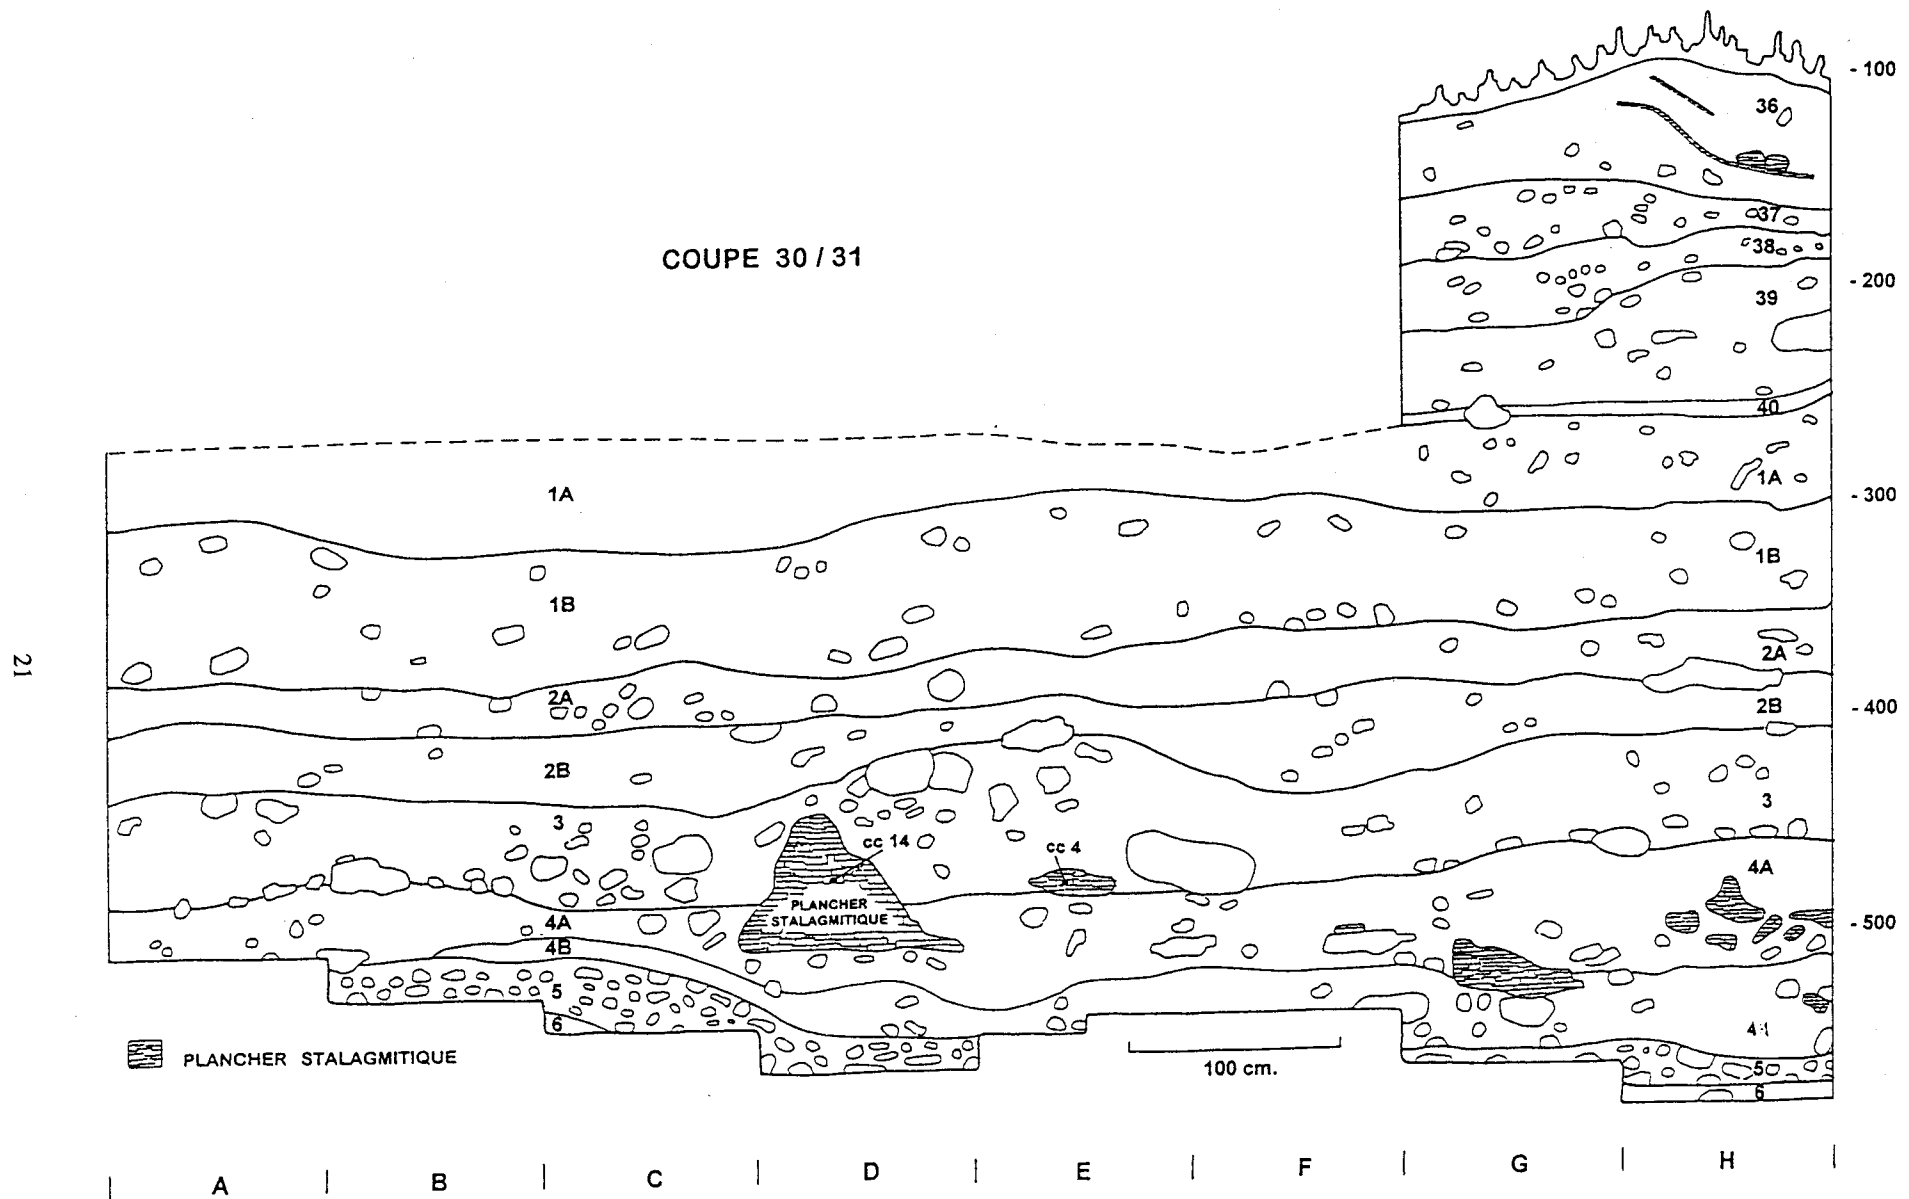 - 100
36
37
38
COUPE 30 / 31
- 200
39
40
1A
1A
- 300
1B
1B
21
2A
2A
2B
- 400
2B
3
3
cc 14
cc 4
4A
PLANCHER
STALAGMITIQUE
4A
- 500
4B
5
6
PLANCHER STALAGMITIQUE
100 cm.
5
6
A B C D E F G H